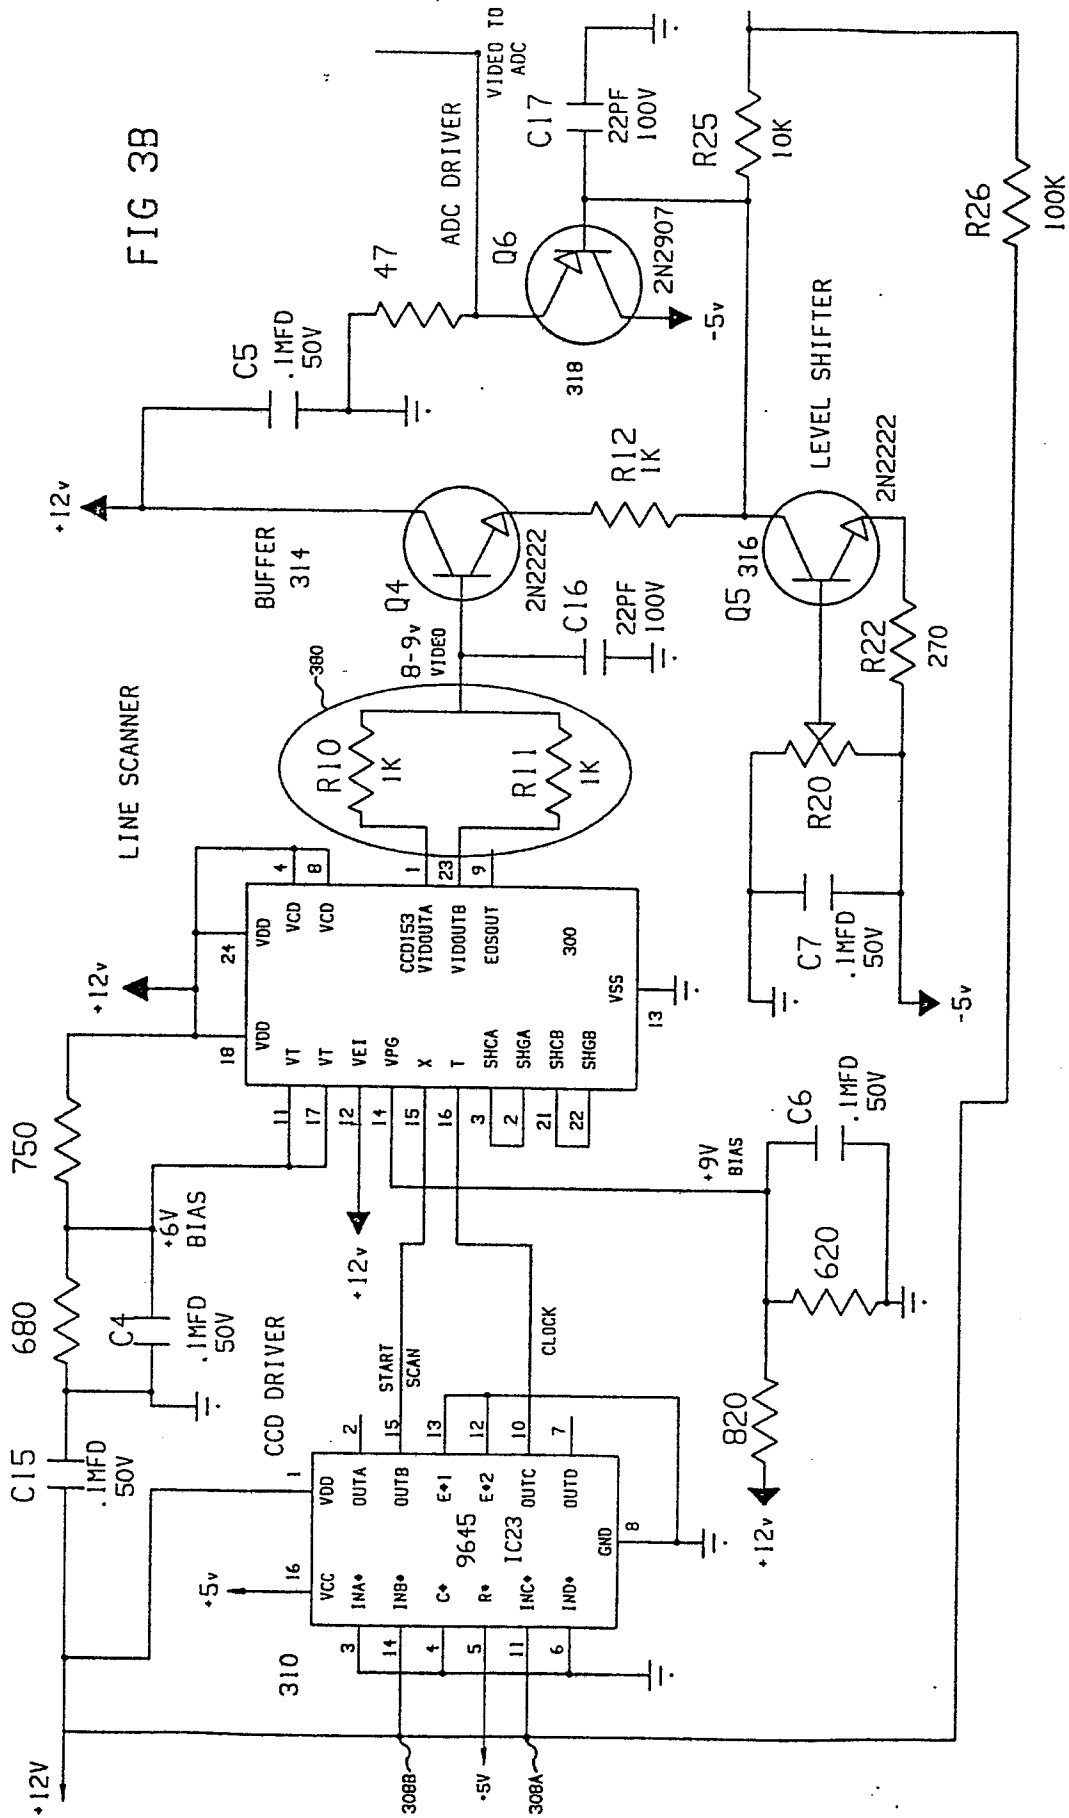 FIG 3B
+12V
C15
.1MFD
50V
680
750
C4
.1MFD
50V
+6V
BIAS
+12v
LINE SCANNER
+12v
C5
.1MFD
50V
47
BUFFER
314
ADC DRIVER
VIDEO TO
ADC
Q6
318
2N2907
-5v
C17
22PF
100V
R25
10K
R26
100K
CCD DRIVER
310
+5v
16
1
VCC
VDD
INA*
INB*
C*
R*
INC*
IND*
OUTA
OUTB
E*1
E*2
OUTC
OUTD
9645
IC23
GND
8
3
14
4
5
11
6
2
15
13
12
10
7
308B
+5V
308A
START
SCAN
CLOCK
+12v
18
24
VDD
VDD
VT
VT
VEI
VPG
X
T
SHCA
SHGA
SHCB
SHGB
11
17
12
14
15
16
3
2
21
22
VCD
VCD
CCD153
VIDOUTA
VIDOUTB
EOSOUT
300
VSS
13
4
8
1
23
9
R10
1K
R11
1K
380
8-9v
VIDEO
Q4
2N2222
C16
22PF
100V
R12
1K
LEVEL SHIFTER
Q5
316
2N2222
R22
270
R20
C7
.1MFD
50V
-5v
+9V
BIAS
C6
.1MFD
50V
620
820
+12v